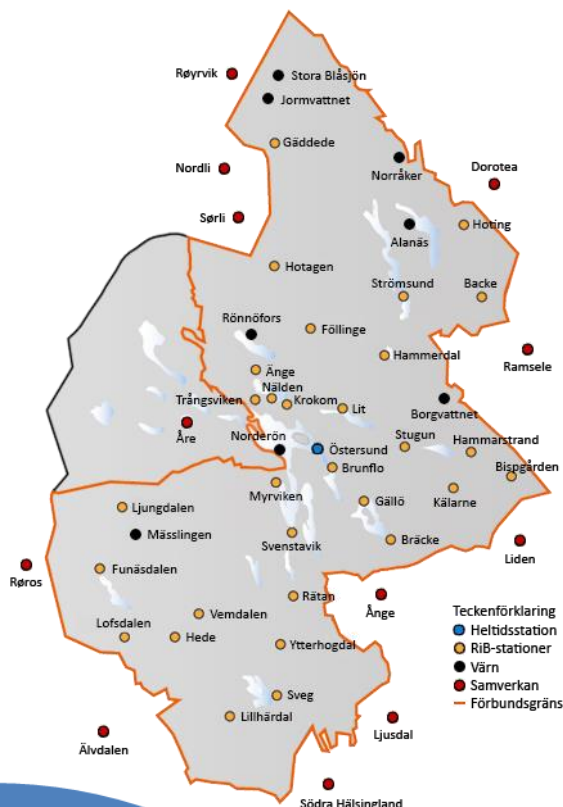 Røyrvik
Stora Blåsjön
Jormvattnet
Gäddede
Nordli
Norråker
Dorotea
Sørli
Hoting
Alanäs
Hotagen
Strömsund
Backe
Rönnöfors
Föllinge
Hammerdal
Ramsele
Änge
Nälden
Trångsviken
Krokom
Lit
Borgvattnet
Åre
Norderön
Östersund
Stugun
Hammarstrand
Brunflo
Bispgården
Myrviken
Kälarne
Ljungdalen
Gällö
Mässlingen
Svenstavik
Bräcke
Liden
Røros
Funäsdalen
Rätan
Ånge
Vemdalen
Lofsdalen
Hede
Ytterhogdal
Teckenförklaring
Heltidsstation
RiB-stationer
Värn
Samverkan
Förbundsgräns
Sveg
Lillhärdal
Ljusdal
Älvdalen
Södra Hälsingland